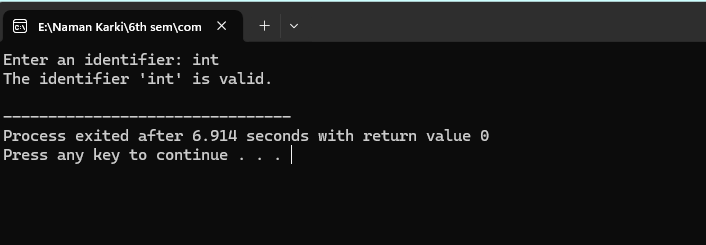 E:\Naman Karki\6th sem\com
Enter an identifier: int
The identifier 'int' is valid.
--------------------------------
Process exited after 6.914 seconds with return value 0
Press any key to continue . . .